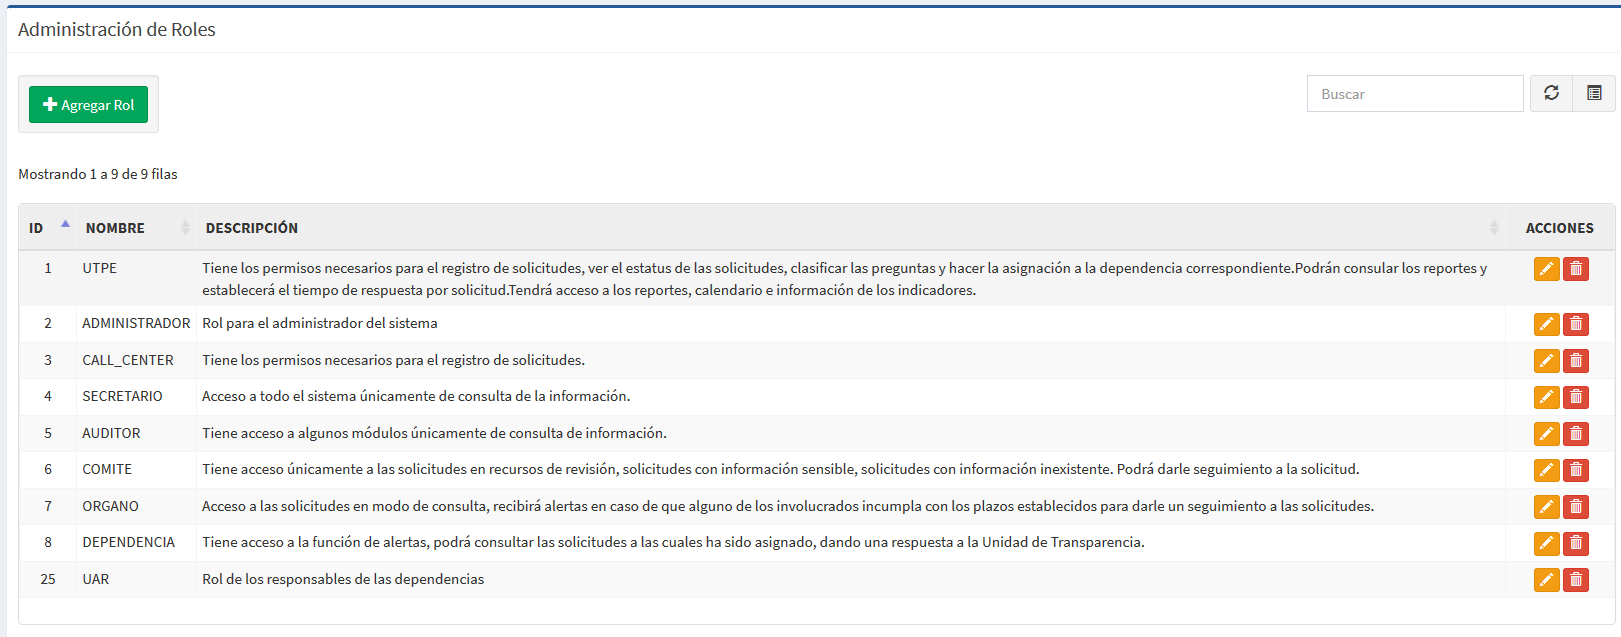 Administración de Roles
Agregar Rol
Buscar
Mostrando 1 a 9 de 9 filas
ID NOMBRE DESCRIPCIÓN ACCIONES
1 UTPE Tiene los permisos necesarios para el registro de solicitudes, ver el estatus de las solicitudes, clasificar las preguntas y hacer la asignación a la dependencia correspondiente.Podrán consular los reportes y
establecerá el tiempo de respuesta por solicitud.Tendrá acceso a los reportes, calendario e información de los indicadores.
2 ADMINISTRADOR Rol para el administrador del sistema
3 CALL_CENTER Tiene los permisos necesarios para el registro de solicitudes.
4 SECRETARIO Acceso a todo el sistema únicamente de consulta de la información.
5 AUDITOR Tiene acceso a algunos módulos únicamente de consulta de información.
6 COMITE Tiene acceso únicamente a las solicitudes en recursos de revisión, solicitudes con información sensible, solicitudes con información inexistente. Podrá darle seguimiento a la solicitud.
7 ORGANO Acceso a las solicitudes en modo de consulta, recibirá alertas en caso de que alguno de los involucrados incumpla con los plazos establecidos para darle un seguimiento a las solicitudes.
8 DEPENDENCIA Tiene acceso a la función de alertas, podrá consultar las solicitudes a las cuales ha sido asignado, dando una respuesta a la Unidad de Transparencia.
25 UAR Rol de los responsables de las dependencias